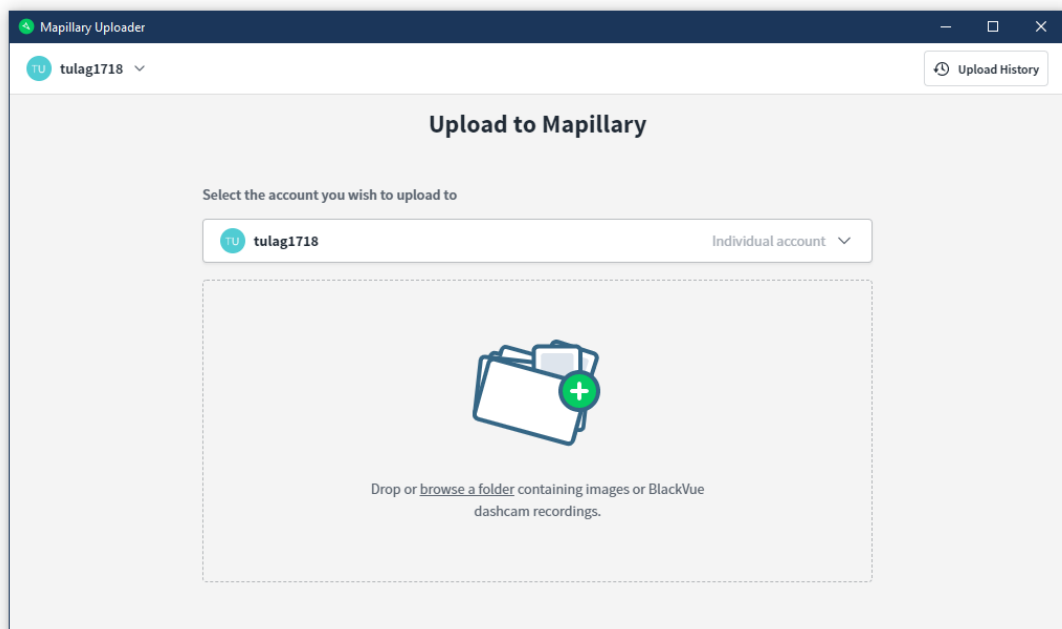 Mapillary Uploader
TU tulag1718
Upload History
Upload to Mapillary
Select the account you wish to upload to
TU tulag1718 Individual account
Drop or browse a folder containing images or BlackVue
dashcam recordings.